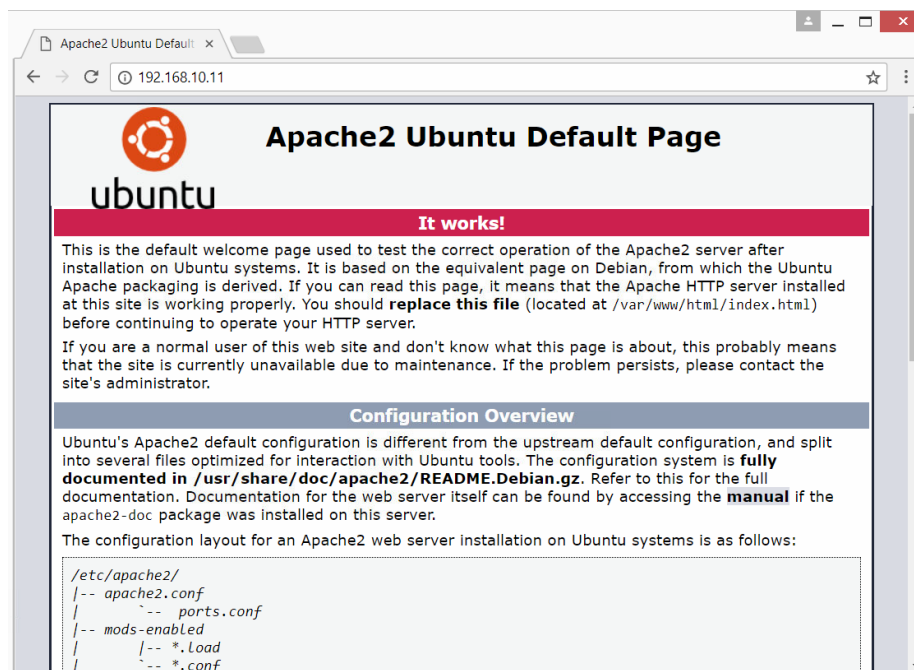 Apache2 Ubuntu Default
192.168.10.11
ubuntu
Apache2 Ubuntu Default Page
It works!
This is the default welcome page used to test the correct operation of the Apache2 server after
installation on Ubuntu systems. It is based on the equivalent page on Debian, from which the Ubuntu
Apache packaging is derived. If you can read this page, it means that the Apache HTTP server installed
at this site is working properly. You should replace this file (located at /var/www/html/index.html)
before continuing to operate your HTTP server.
If you are a normal user of this web site and don't know what this page is about, this probably means
that the site is currently unavailable due to maintenance. If the problem persists, please contact the
site's administrator.
Configuration Overview
Ubuntu's Apache2 default configuration is different from the upstream default configuration, and split
into several files optimized for interaction with Ubuntu tools. The configuration system is fully
documented in /usr/share/doc/apache2/README.Debian.gz. Refer to this for the full
documentation. Documentation for the web server itself can be found by accessing the manual if the
apache2-doc package was installed on this server.
The configuration layout for an Apache2 web server installation on Ubuntu systems is as follows:
/etc/apache2/
|-- apache2.conf
|       `--  ports.conf
|-- mods-enabled
|       |-- *.load
|       `-- *.conf